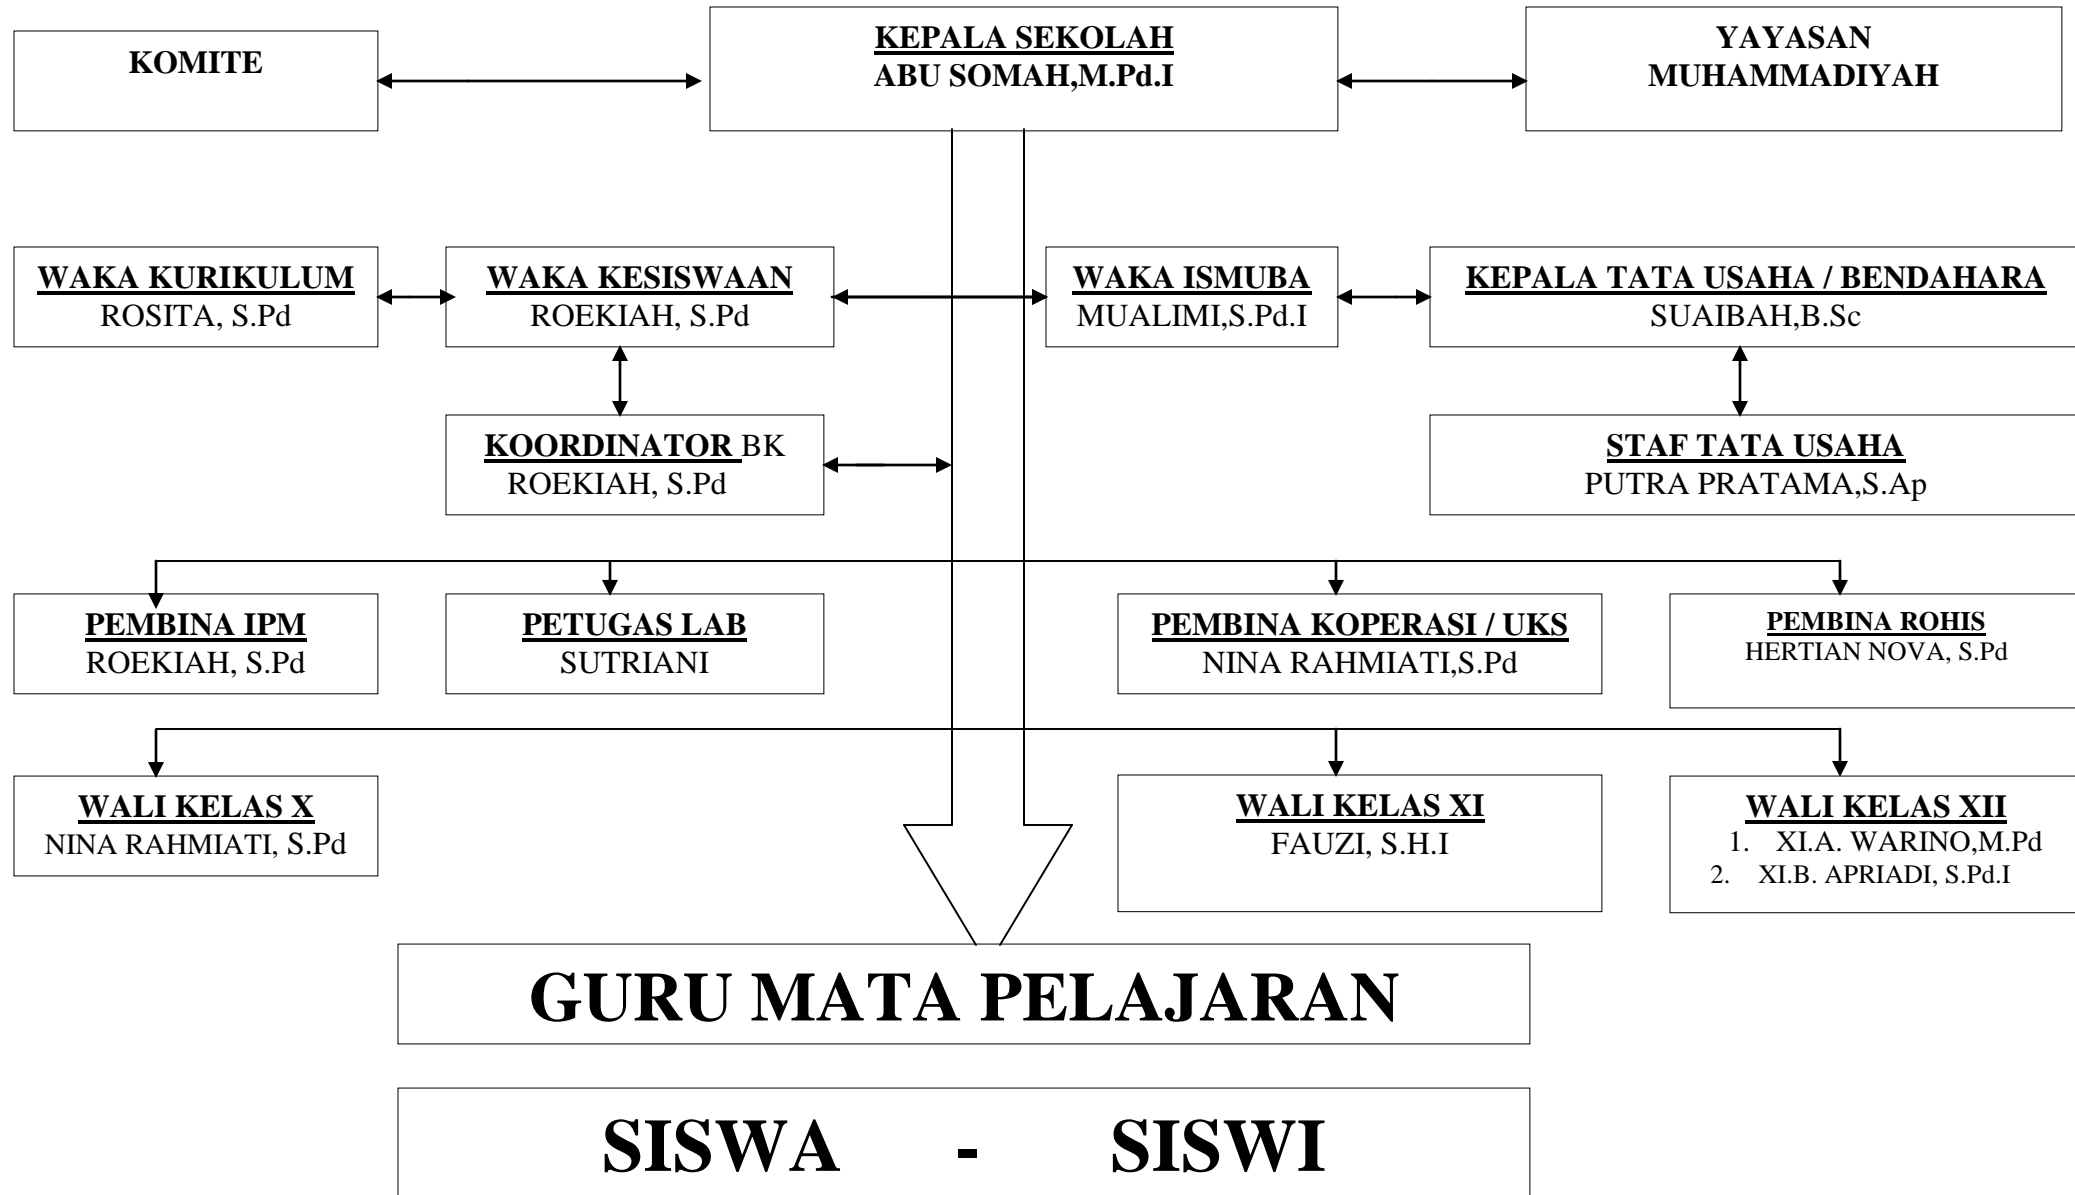 KOMITE
KEPALA SEKOLAH
ABU SOMAH,M.Pd.I
YAYASAN
MUHAMMADIYAH
WAKA KURIKULUM
ROSITA, S.Pd
WAKA KESISWAAN
ROEKIAH, S.Pd
WAKA ISMUBA
MUALIMI,S.Pd.I
KEPALA TATA USAHA / BENDAHARA
SUAIBAH,B.Sc
KOORDINATOR BK
ROEKIAH, S.Pd
STAF TATA USAHA
PUTRA PRATAMA,S.Ap
PEMBINA IPM
ROEKIAH, S.Pd
PETUGAS LAB
SUTRIANI
PEMBINA KOPERASI / UKS
NINA RAHMIATI,S.Pd
PEMBINA ROHIS
HERTIAN NOVA, S.Pd
WALI KELAS X
NINA RAHMIATI, S.Pd
WALI KELAS XI
FAUZI, S.H.I
WALI KELAS XII
1. XI.A. WARINO,M.Pd
2. XI.B. APRIADI, S.Pd.I
GURU MATA PELAJARAN
SISWA - SISWI